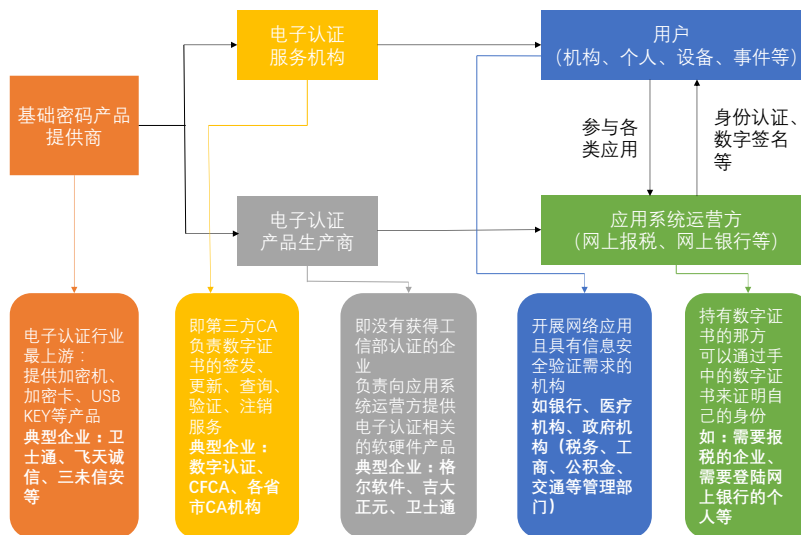 电子认证
服务机构
用户
（机构、个人、设备、事件等）
基础密码产品
提供商
参与各
类应用
身份认证、
数字签名
等
电子认证
产品生产商
应用系统运营方
（网上报税、网上银行等）
电子认证行业
最上游：
提供加密机、
加密卡、USB
KEY等产品
典型企业：卫
士通、飞天诚
信、三未信安
等
即第三方CA
负责数字证
书的签发、
更新、查询、
验证、注销
服务
典型企业：
数字认证、
CFCA、各省
市CA机构
即没有获得工
信部认证的企
业
负责向应用系
统运营方提供
电子认证相关
的软硬件产品
典型企业：格
尔软件、吉大
正元、卫士通
开展网络应用
且具有信息安
全验证需求的
机构
如银行、医疗
机构、政府机
构（税务、工
商、公积金、
交通等管理部
门）
持有数字证
书的那方
可以通过手
中的数字证
书来证明自
己的身份
如：需要报
税的企业、
需要登陆网
上银行的个
人等